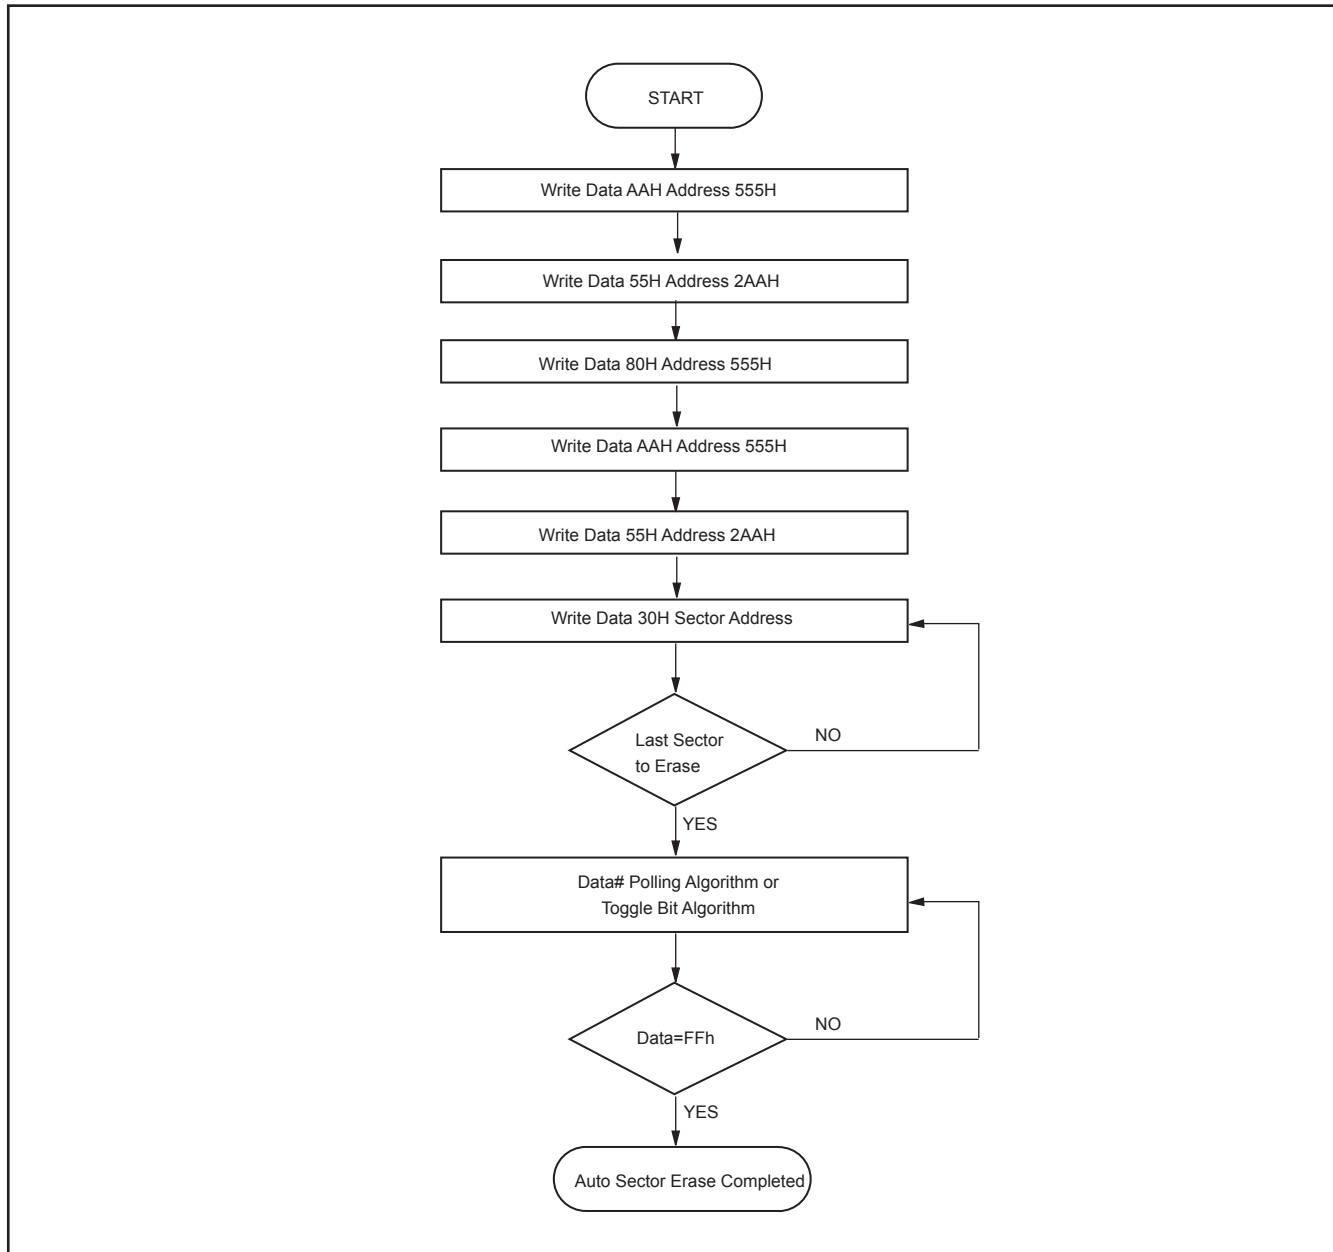 START
Write Data AAH Address 555H
Write Data 55H Address 2AAH
Write Data 80H Address 555H
Write Data AAH Address 555H
Write Data 55H Address 2AAH
Write Data 30H Sector Address
Last Sector
to Erase
NO
YES
Data# Polling Algorithm or
Toggle Bit Algorithm
Data=FFh
NO
YES
Auto Sector Erase Completed